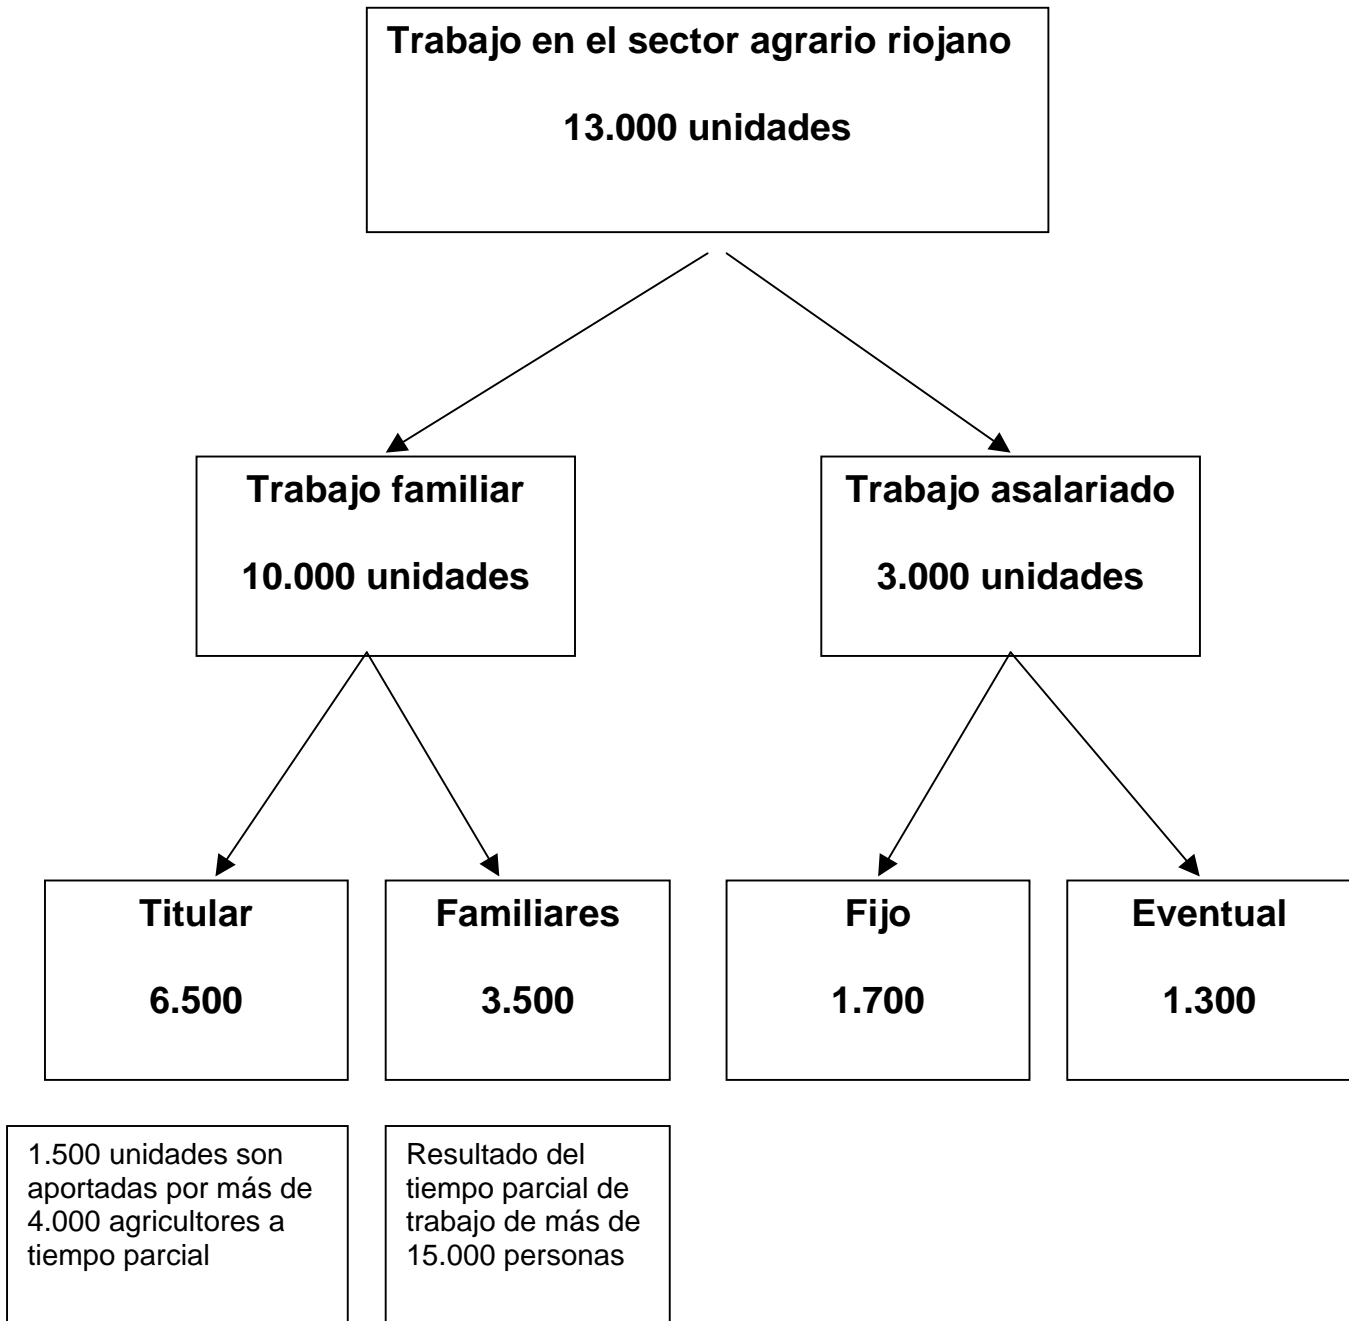 Trabajo en el sector agrario riojano
13.000 unidades
Trabajo familiar
10.000 unidades
Trabajo asalariado
3.000 unidades
Titular
6.500
Familiares
3.500
Fijo
1.700
Eventual
1.300
1.500 unidades son
aportadas por más de
4.000 agricultores a
tiempo parcial
Resultado del
tiempo parcial de
trabajo de más de
15.000 personas